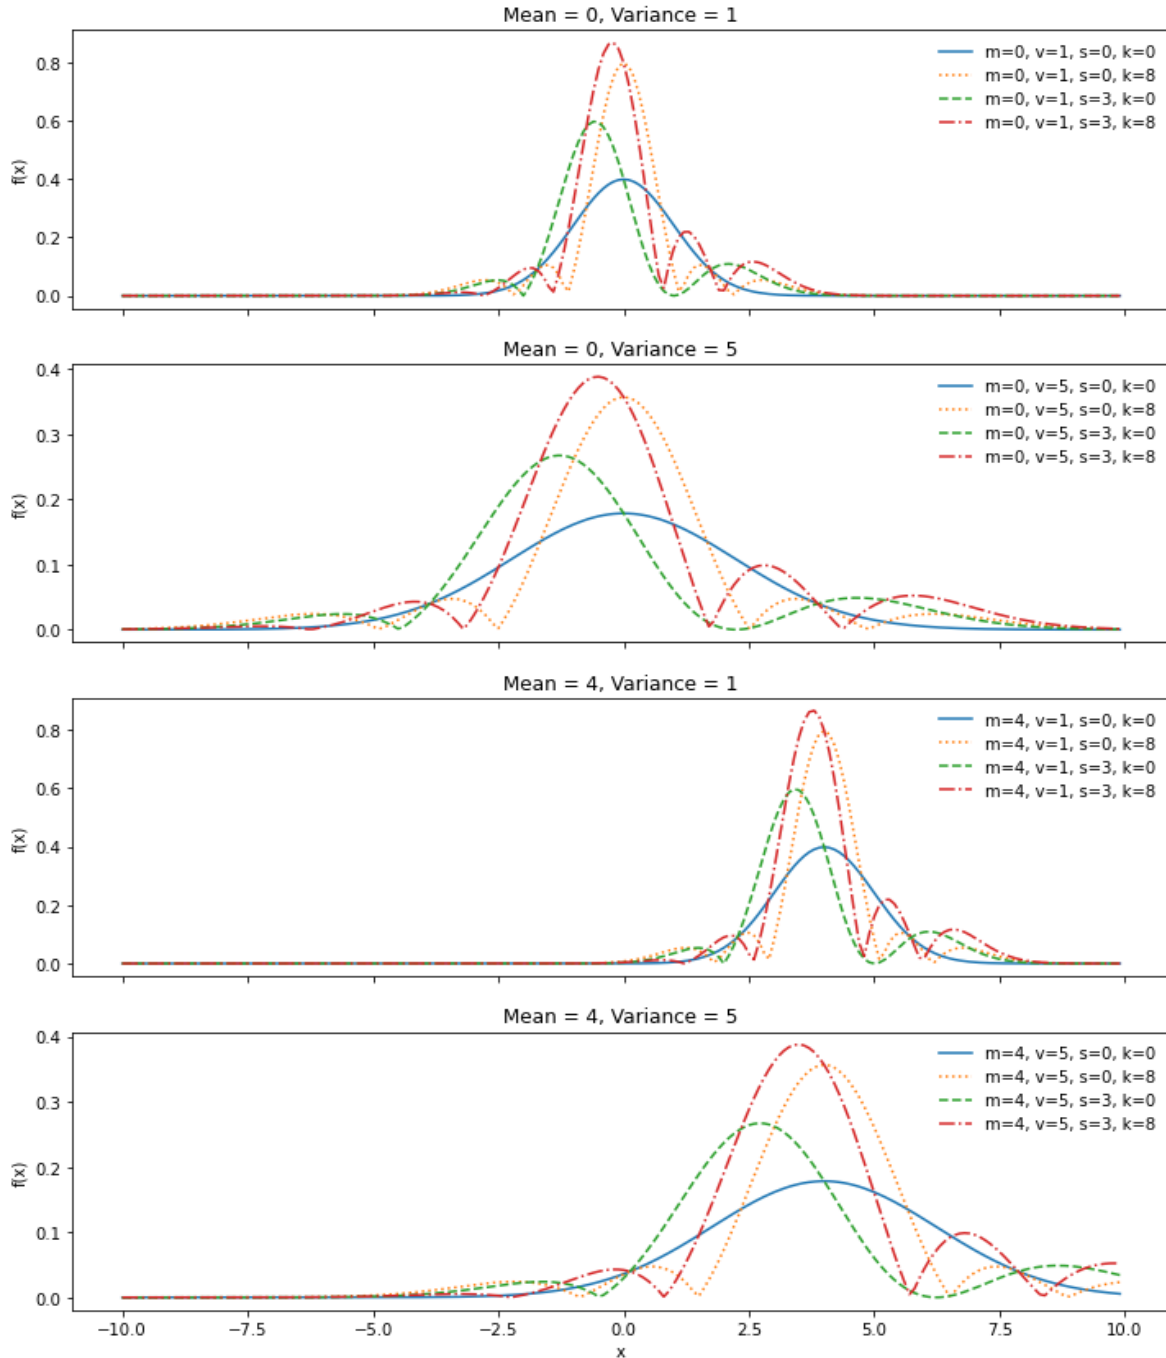 Mean = 0, Variance = 1
m=0, v=1, s=0, k=0
m=0, v=1, s=0, k=8
m=0, v=1, s=3, k=0
m=0, v=1, s=3, k=8
0.8
0.6
0.4
0.2
0.0
f(x)
Mean = 0, Variance = 5
m=0, v=5, s=0, k=0
m=0, v=5, s=0, k=8
m=0, v=5, s=3, k=0
m=0, v=5, s=3, k=8
0.4
0.3
0.2
0.1
0.0
f(x)
Mean = 4, Variance = 1
m=4, v=1, s=0, k=0
m=4, v=1, s=0, k=8
m=4, v=1, s=3, k=0
m=4, v=1, s=3, k=8
0.8
0.6
0.4
0.2
0.0
f(x)
Mean = 4, Variance = 5
m=4, v=5, s=0, k=0
m=4, v=5, s=0, k=8
m=4, v=5, s=3, k=0
m=4, v=5, s=3, k=8
0.4
0.3
0.2
0.1
0.0
f(x)
−10.0 −7.5 −5.0 −2.5 0.0 2.5 5.0 7.5 10.0
x